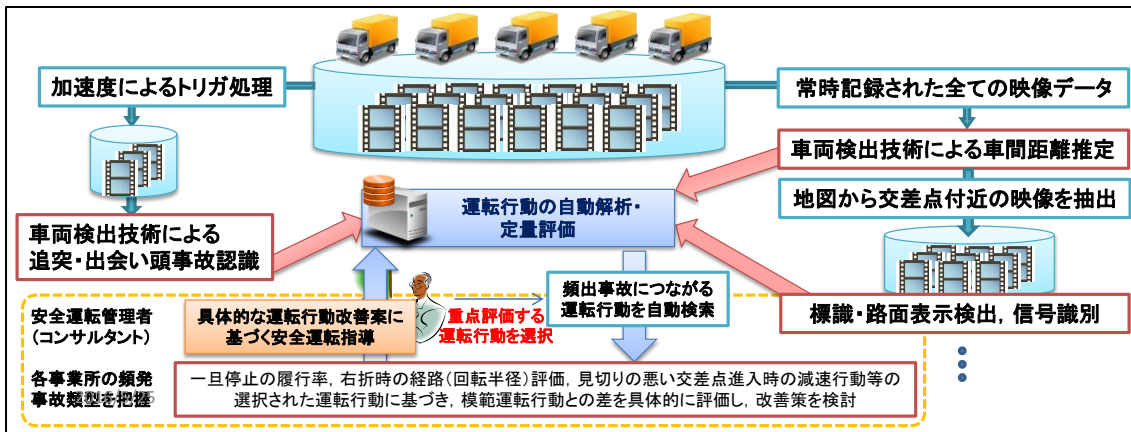 加速度によるトリガ処理
常時記録された全ての映像データ
車両検出技術による車間距離推定
地図から交差点付近の映像を抽出
運転行動の自動解析・
定量評価
車両検出技術による
追突・出会い頭事故認識
頻出事故につながる
運転行動を自動検索
標識・路面表示検出，信号識別
安全運転管理者
（コンサルタント）
具体的な運転行動改善案に
基づく安全運転指導
重点評価する
運転行動を選択
各事業所の頻発
事故類型を把握
一旦停止の履行率，右折時の経路（回転半径）評価，見切りの悪い交差点進入時の減速行動等の
選択された運転行動に基づき，模範運転行動との差を具体的に評価し，改善策を検討